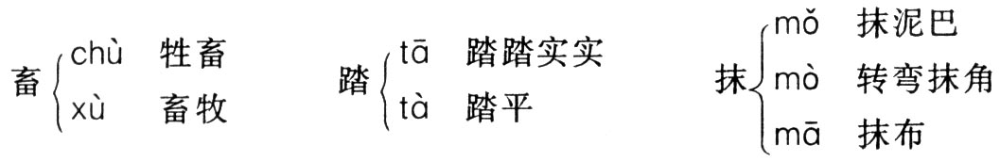 畜 chù 牲畜
xù 畜牧
踏 tā 踏踏实实
tà 踏平
抹 mǒ 抹泥巴
mò 转弯抹角
mā 抹布